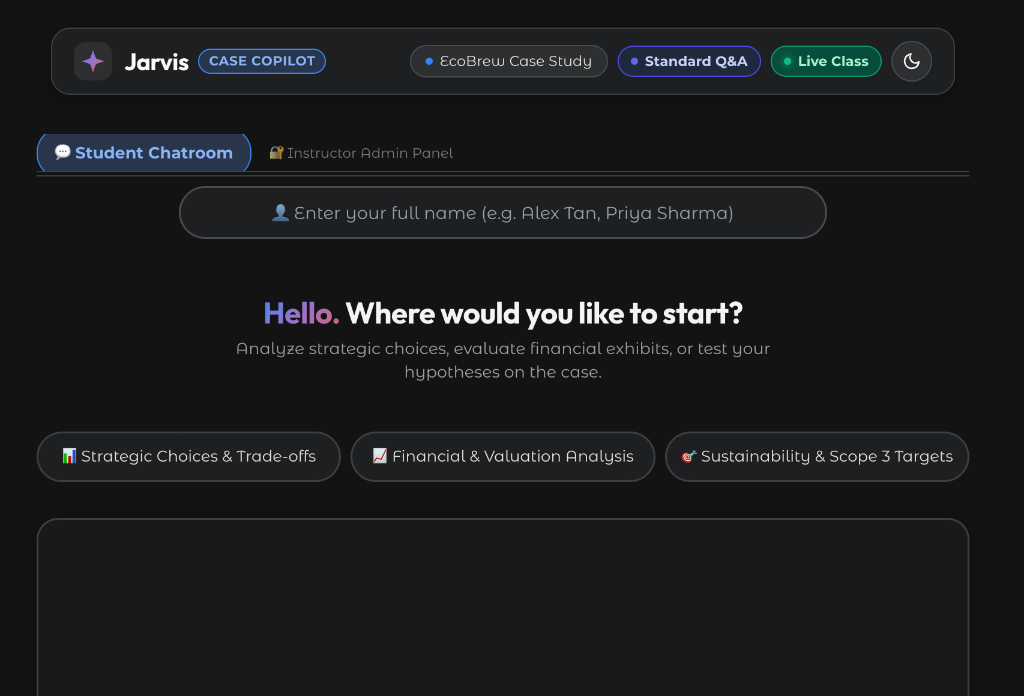 Jarvis CASE COPILOT EcoBrew Case Study Standard Q&A Live Class
Student Chatroom Instructor Admin Panel
Enter your full name (e.g. Alex Tan, Priya Sharma)
Hello. Where would you like to start?
Analyze strategic choices, evaluate financial exhibits, or test your
hypotheses on the case.
Strategic Choices & Trade-offs Financial & Valuation Analysis Sustainability & Scope 3 Targets